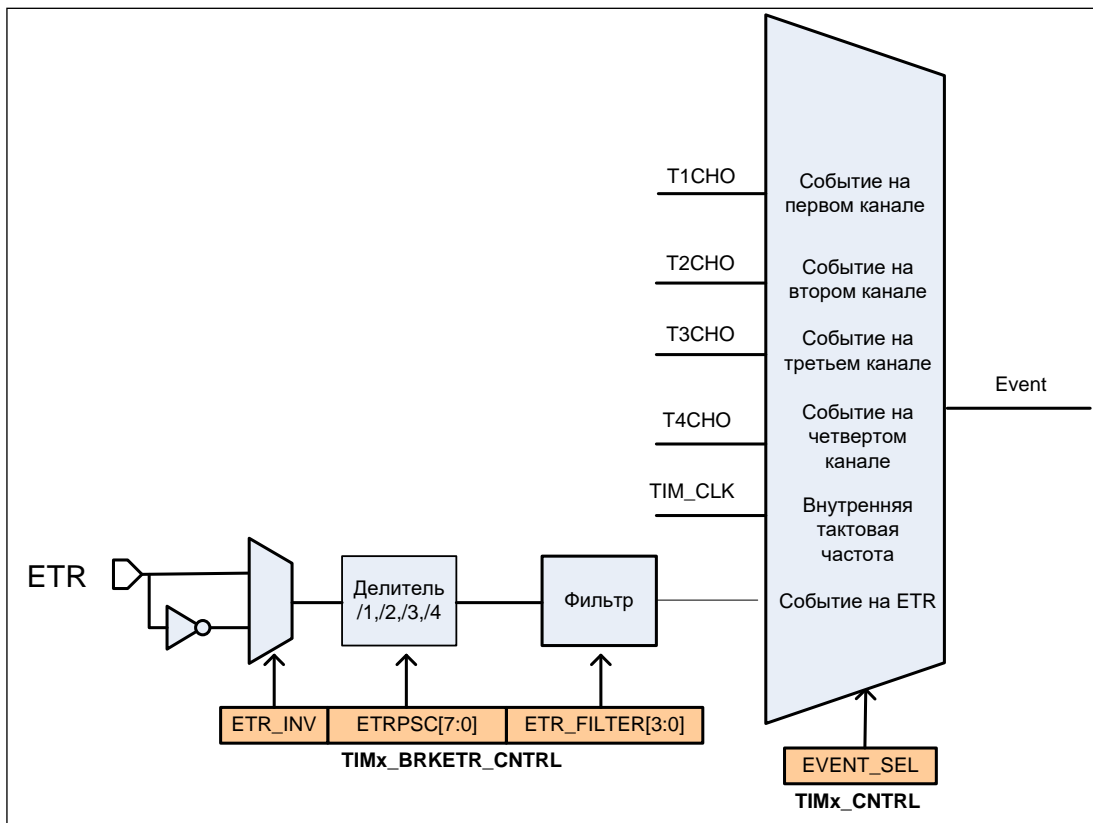 T1CHO
Событие на
первом канале
T2CHO
Событие на
втором канале
T3CHO
Событие на
третьем канале
Event
T4CHO
Событие на
четвертом
канале
TIM_CLK
Внутренняя
тактовая
частота
ETR
Делитель
/1,/2,/3,/4
Фильтр
Событие на ETR
ETR_INV
ETRPSC[7:0]
ETR_FILTER[3:0]
TIMx_BRKETR_CNTRL
EVENT_SEL
TIMx_CNTRL